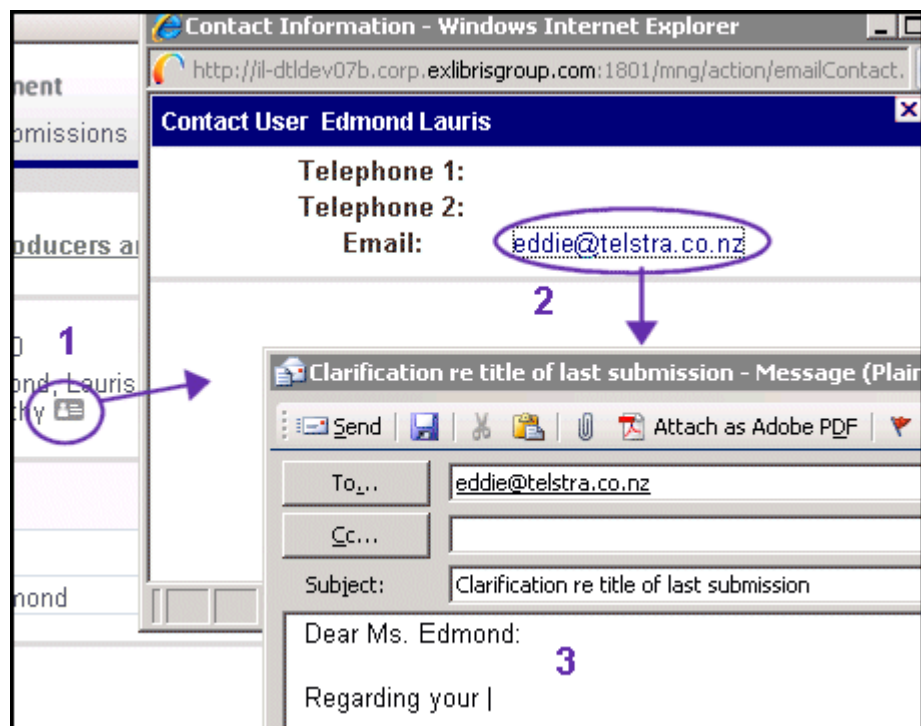 Contact Information - Windows Internet Explorer
http://il-dtldev07b.corp.exlibrisgroup.com:1801/mng/action/emailContact.
Contact User Edmond Lauris
Telephone 1:
Telephone 2:
Email: eddie@telstra.co.nz
2
nent
omissions
oducers a
1
ond, Lauris
thy
mond
Clarification re title of last submission - Message (Plain
Send Attach as Adobe PDF
To... eddie@telstra.co.nz
Cc...
Subject: Clarification re title of last submission
Dear Ms. Edmond:
3
Regarding your